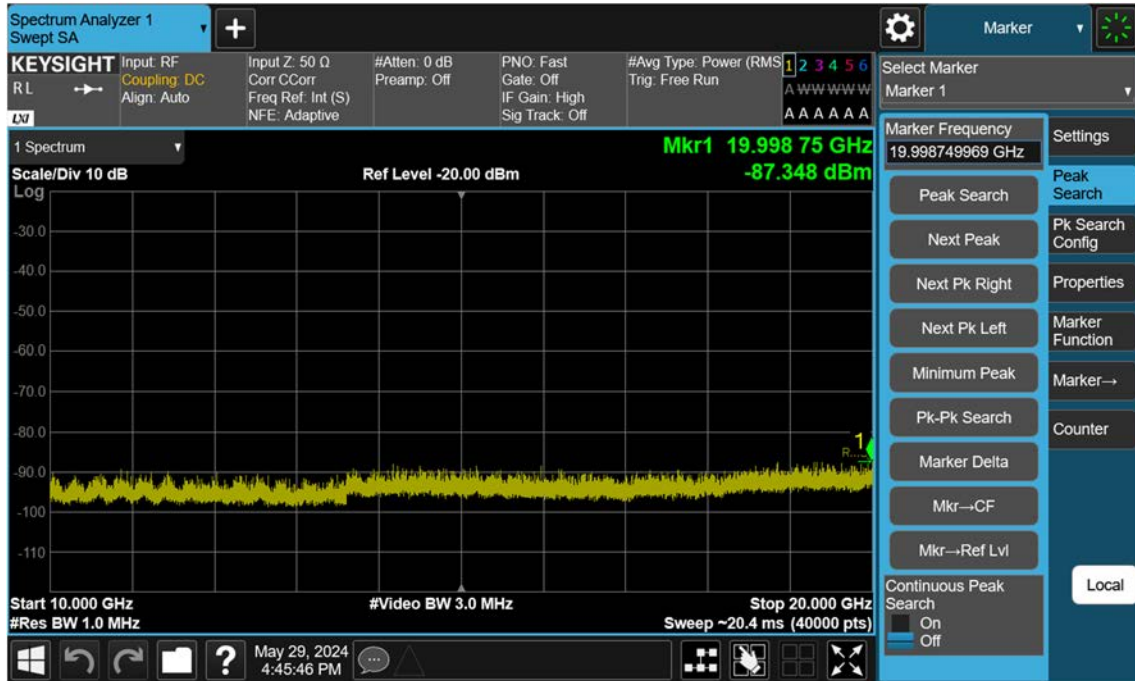 Spectrum Analyzer 1
Swept SA
+
Marker
KEYSIGHT
R L
LXI
Input: RF
Coupling: DC
Align: Auto
Input Z: 50 Ω
Corr CCorr
Freq Ref: Int (S)
NFE: Adaptive
#Atten: 0 dB
Preamp: Off
PNO: Fast
Gate: Off
IF Gain: High
Sig Track: Off
#Avg Type: Power (RMS
Trig: Free Run
1 2 3 4 5 6
A W W W W W
A A A A A A
Select Marker
Marker 1
1 Spectrum
Mkr1 19.998 75 GHz
-87.348 dBm
Scale/Div 10 dB
Ref Level -20.00 dBm
Log
-30.0
-40.0
-50.0
-60.0
-70.0
-80.0
-90.0
-100
-110
1
R...
Start 10.000 GHz
#Video BW 3.0 MHz
Stop 20.000 GHz
#Res BW 1.0 MHz
Sweep ~20.4 ms (40000 pts)
Marker Frequency
19.998749969 GHz
Peak Search
Next Peak
Next Pk Right
Next Pk Left
Minimum Peak
Pk-Pk Search
Marker Delta
Mkr→CF
Mkr→Ref Lvl
Continuous Peak
Search
On
Off
Settings
Peak
Search
Pk Search
Config
Properties
Marker
Function
Marker→
Counter
Local
?
May 29, 2024
4:45:46 PM